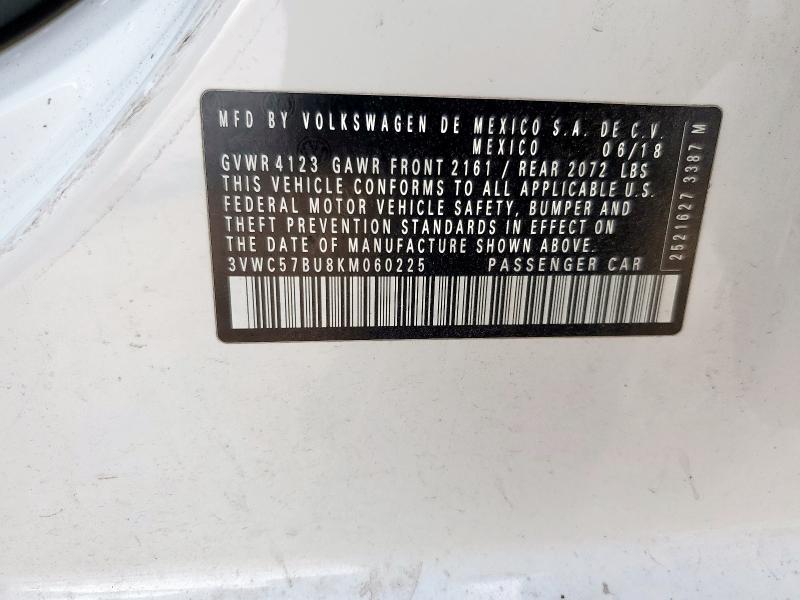 MFD BY VOLKSWAGEN DE MEXICO S.A. DE C.V.
MEXICO 06/18
GVWR 4123 GAWR FRONT 2161 / REAR 2072 LBS
THIS VEHICLE CONFORMS TO ALL APPLICABLE U.S.
FEDERAL MOTOR VEHICLE SAFETY, BUMPER AND
THEFT PREVENTION STANDARDS IN EFFECT ON
THE DATE OF MANUFACTURE SHOWN ABOVE.
3VWC57BU8KM060225 PASSENGER CAR
2521627 3387 M